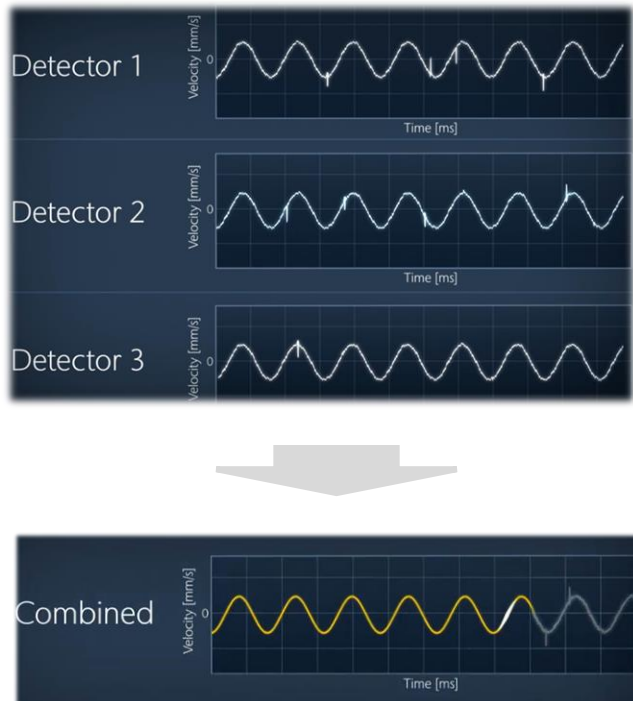 Detector 1
Velocity [mm/s]
0
Time [ms]
Detector 2
Velocity [mm/s]
0
Time [ms]
Detector 3
Velocity [mm/s]
0
Combined
Velocity [mm/s]
0
Time [ms]